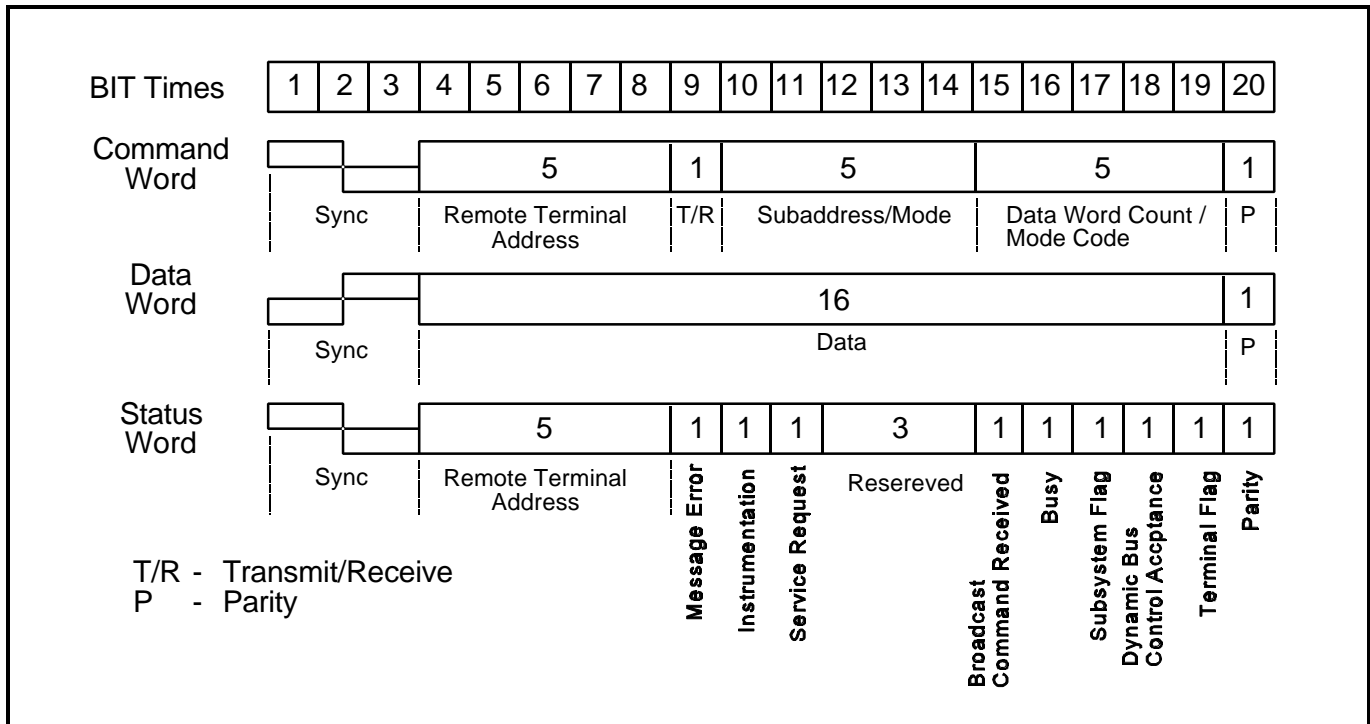 BIT Times 1 2 3 4 5 6 7 8 9 10 11 12 13 14 15 16 17 18 19 20
Command
Word
5 1 5 5 1
Sync Remote Terminal
Address T/R Subaddress/Mode Data Word Count /
Mode Code P
Data
Word
16 1
Sync Data P
Status
Word
5 1 1 1 3 1 1 1 1 1 1
Sync Remote Terminal
Address
Message Error
Instrumentation
Service Request
Resereved
Broadcast
Command Received
Busy
Subsystem Flag
Dynamic Bus
Control Accptance
Terminal Flag
Parity
T/R - Transmit/Receive
P - Parity